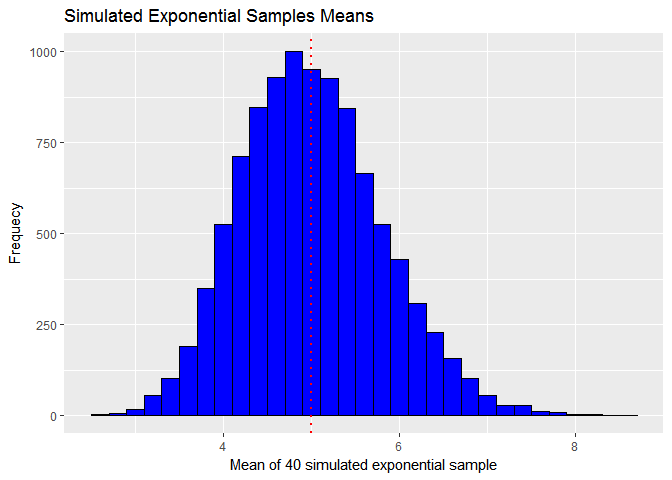 Simulated Exponential Samples Means
1000
750
500
250
0
Frequecy
4 6 8
Mean of 40 simulated exponential sample